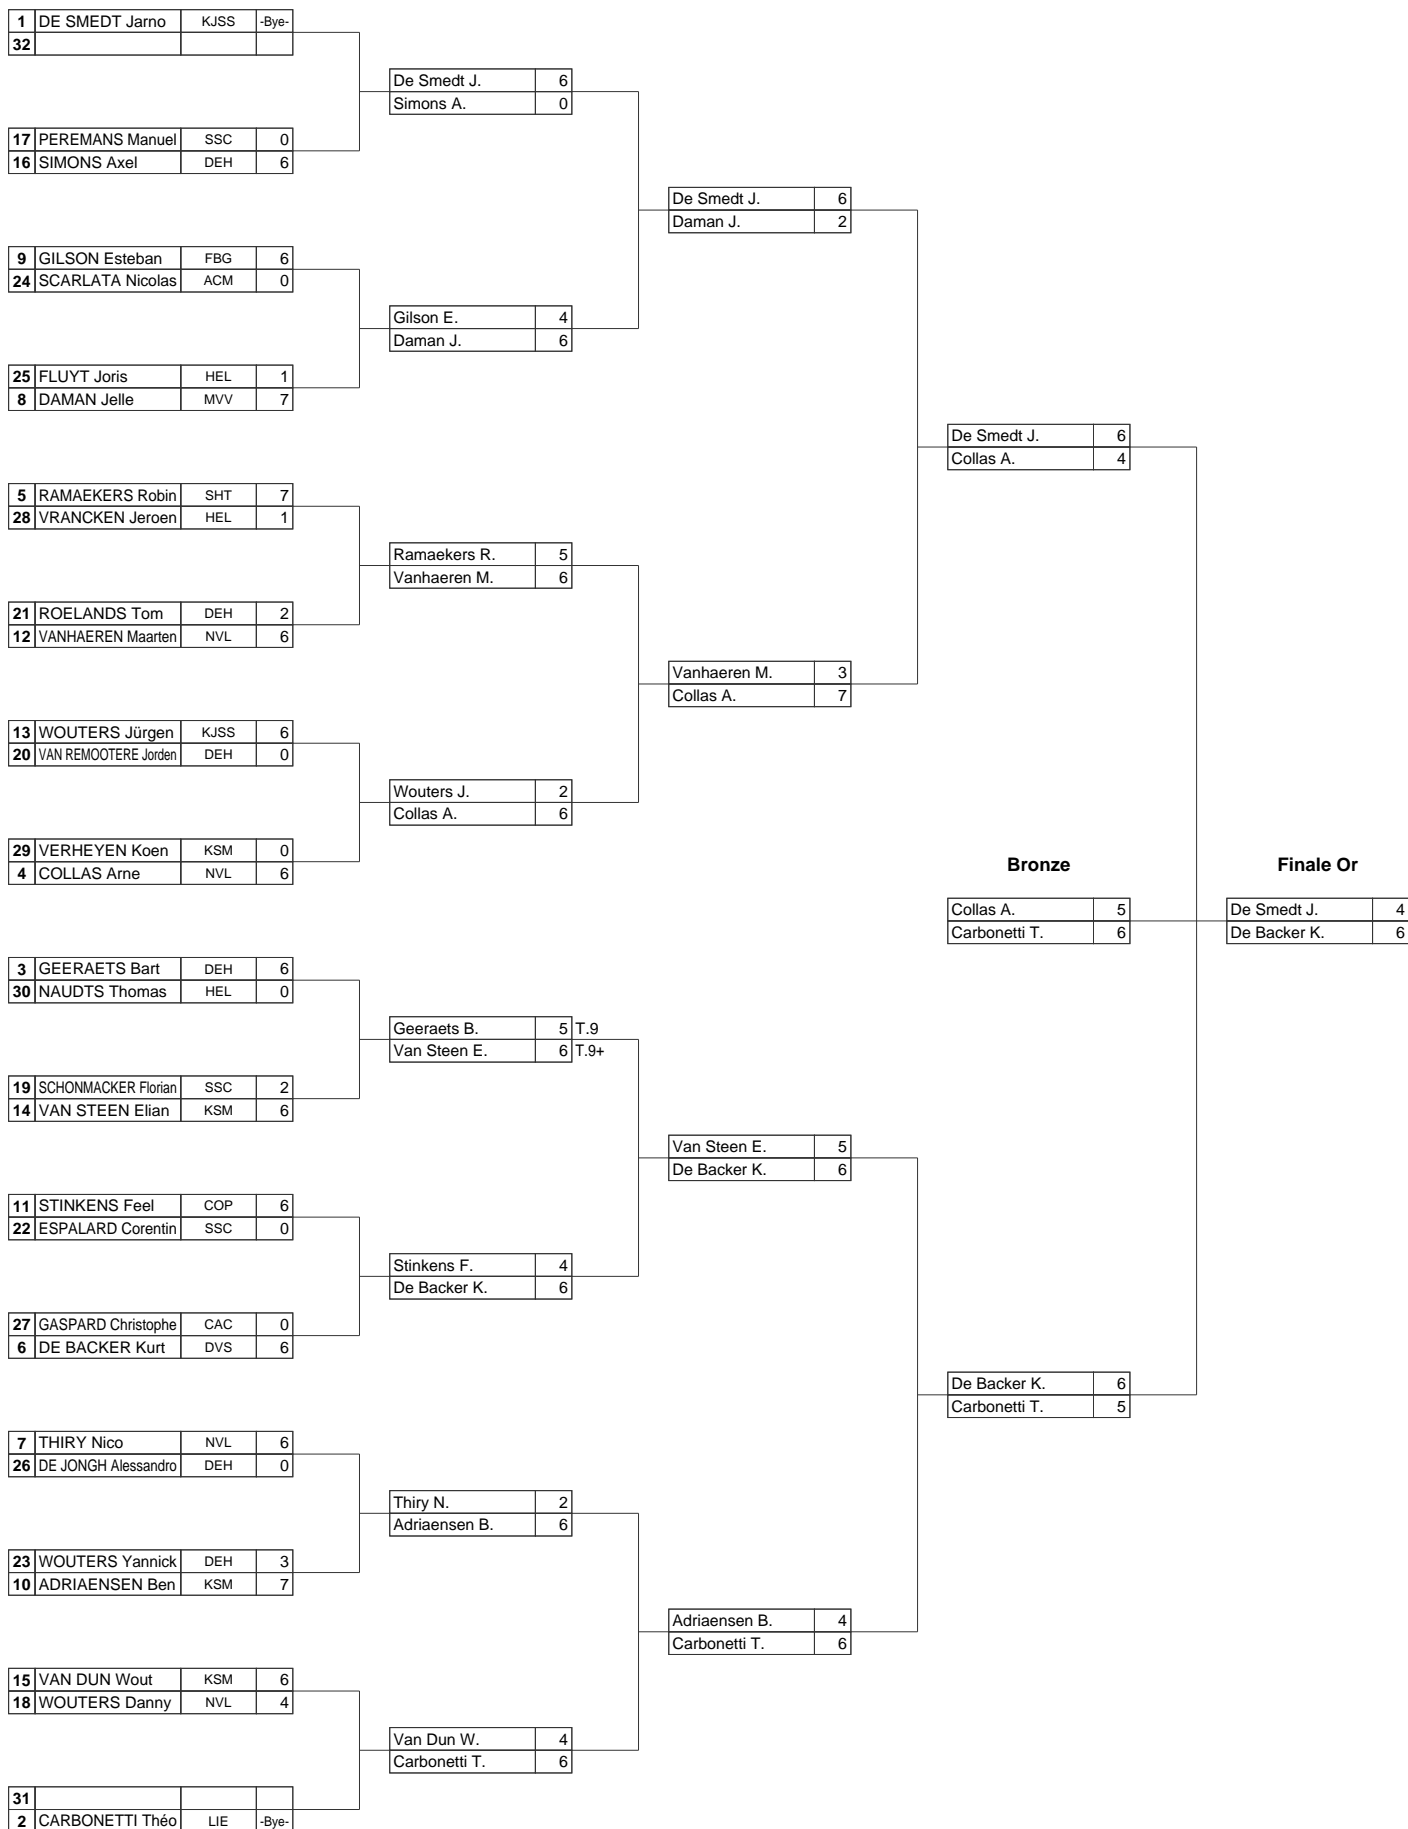 1 DE SMEDT Jarno KJSS -Bye-
32
De Smedt J. 6
Simons A. 0
17 PEREMANS Manuel SSC 0
16 SIMONS Axel DEH 6
De Smedt J. 6
Daman J. 2
9 GILSON Esteban FBG 6
24 SCARLATA Nicolas ACM 0
Gilson E. 4
Daman J. 6
25 FLUYT Joris HEL 1
8 DAMAN Jelle MVV 7
De Smedt J. 6
Collas A. 4
5 RAMAEKERS Robin SHT 7
28 VRANCKEN Jeroen HEL 1
Ramaekers R. 5
Vanhaeren M. 6
21 ROELANDS Tom DEH 2
12 VANHAEREN Maarten NVL 6
Vanhaeren M. 3
Collas A. 7
13 WOUTERS Jürgen KJSS 6
20 VAN REMOOTERE Jorden DEH 0
Wouters J. 2
Collas A. 6
29 VERHEYEN Koen KSM 0
4 COLLAS Arne NVL 6
Bronze Finale Or
Collas A. 5 De Smedt J. 4
Carbonetti T. 6 De Backer K. 6
3 GEERAETS Bart DEH 6
30 NAUDTS Thomas HEL 0
Geeraets B. 5 T.9
Van Steen E. 6 T.9+
19 SCHONMACKER Florian SSC 2
14 VAN STEEN Elian KSM 6
Van Steen E. 5
De Backer K. 6
11 STINKENS Feel COP 6
22 ESPALARD Corentin SSC 0
Stinkens F. 4
De Backer K. 6
27 GASPARD Christophe CAC 0
6 DE BACKER Kurt DVS 6
De Backer K. 6
Carbonetti T. 5
7 THIRY Nico NVL 6
26 DE JONGH Alessandro DEH 0
Thiry N. 2
Adriaensen B. 6
23 WOUTERS Yannick DEH 3
10 ADRIAENSEN Ben KSM 7
Adriaensen B. 4
Carbonetti T. 6
15 VAN DUN Wout KSM 6
18 WOUTERS Danny NVL 4
Van Dun W. 4
Carbonetti T. 6
31
2 CARBONETTI Théo LIE -Bye-